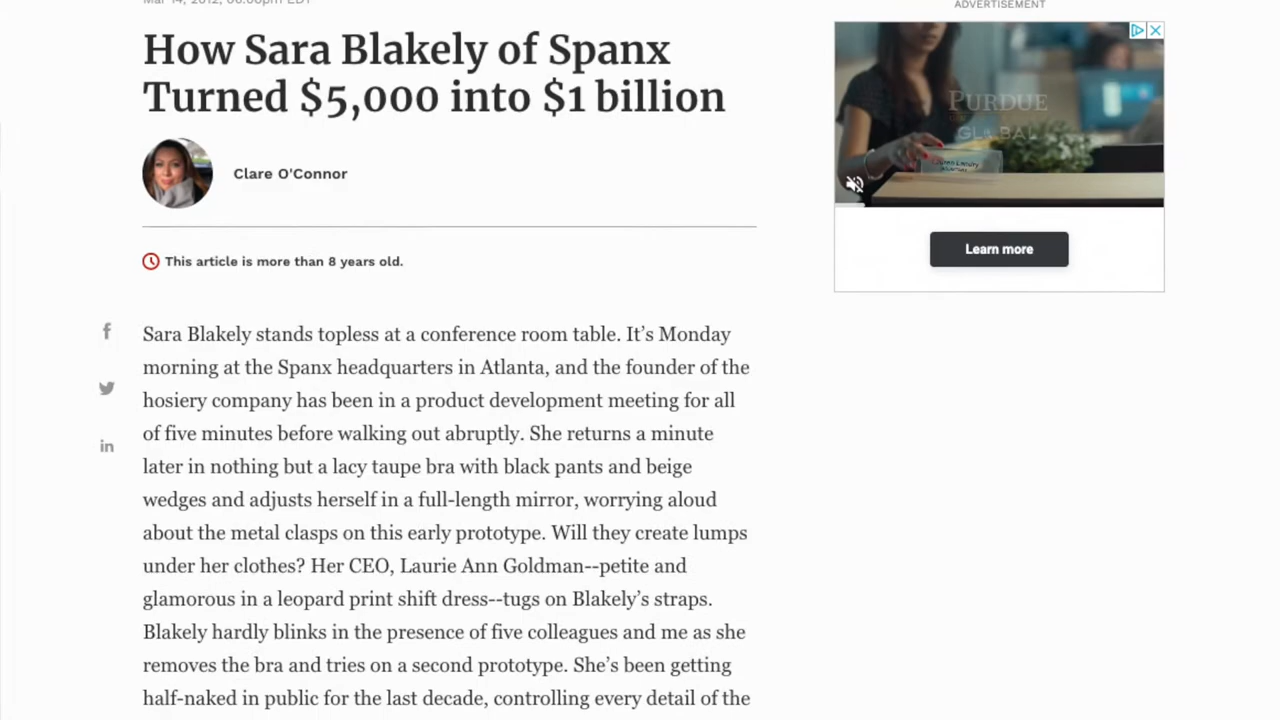 Mar 14, 2012, 06:00pm EDT
ADVERTISEMENT
How Sara Blakely of Spanx
Turned $5,000 into $1 billion
Clare O'Connor
This article is more than 8 years old.
Sara Blakely stands topless at a conference room table. It’s Monday
morning at the Spanx headquarters in Atlanta, and the founder of the
hosiery company has been in a product development meeting for all
of five minutes before walking out abruptly. She returns a minute
later in nothing but a lacy taupe bra with black pants and beige
wedges and adjusts herself in a full-length mirror, worrying aloud
about the metal clasps on this early prototype. Will they create lumps
under her clothes? Her CEO, Laurie Ann Goldman--petite and
glamorous in a leopard print shift dress--tugs on Blakely’s straps.
Blakely hardly blinks in the presence of five colleagues and me as she
removes the bra and tries on a second prototype. She’s been getting
half-naked in public for the last decade, controlling every detail of the
PURDUE
GLOBAL
Learn more